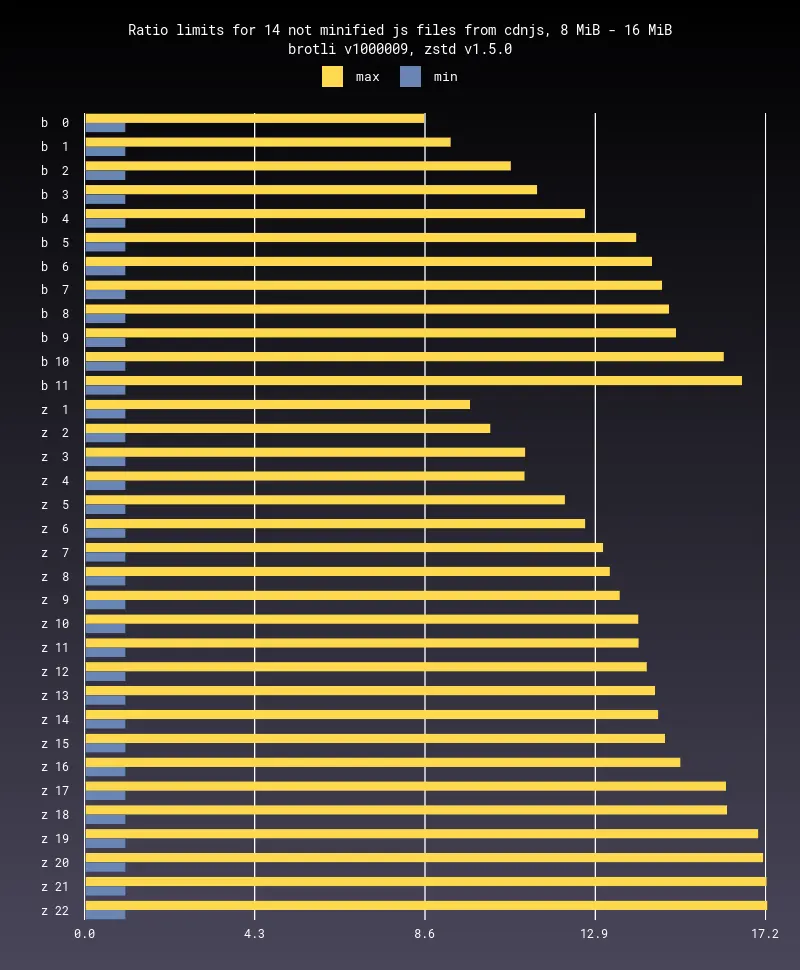 Ratio limits for 14 not minified js files from cdnjs, 8 MiB - 16 MiB
brotli v1000009, zstd v1.5.0
max min
b 0
b 1
b 2
b 3
b 4
b 5
b 6
b 7
b 8
b 9
b 10
b 11
z 1
z 2
z 3
z 4
z 5
z 6
z 7
z 8
z 9
z 10
z 11
z 12
z 13
z 14
z 15
z 16
z 17
z 18
z 19
z 20
z 21
z 22
0.0 4.3 8.6 12.9 17.2